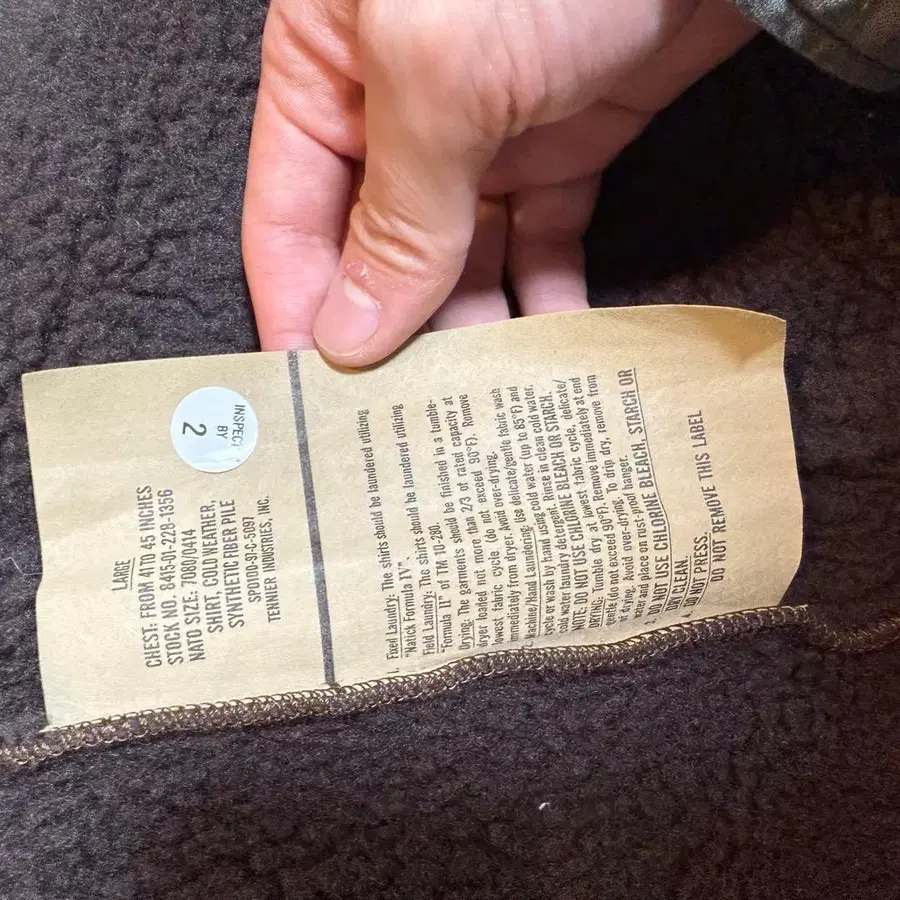 LARGE
CHEST: FROM 41 TO 45 INCHES
STOCK NO. 8415-01-228-1356
NATO SIZE: 7080/0414
SHIRT, COLD WEATHER,
SYNTHETIC FIBER PILE
SPO100-91-C-5097
TENNIER INDUSTRIES, INC.
INSPEC
BY
2
1. Fixed Laundry: The shirts should be laundered utilizing
"Natick Formula IV".
Field Laundry: The shirts should be laundered utilizing
"Formula II" of TM 10-280.
Drying: The garments should be finished in a tumble-
dryer loaded not more than 2/3 of rated capacity at
lowest fabric cycle (do not exceed 90°F). Remove
immediately from dryer. Avoid over-drying.
Machine/Hand Laundering: Use delicate/gentle fabric wash
cycle or wash by hand using cold water (up to 85°F) and
cold water laundry detergent. Rinse in clean cold water.
NOTE: DO NOT USE CHLORINE BLEACH OR STARCH.
DRYING: Tumble dry at lowest fabric cycle, delicate/
gentle (do not exceed 90°F). Remove immediately at end
of drying. Avoid over-drying. To drip dry, remove from
water and place on rust-proof hanger.
2. DO NOT USE CHLORINE BLEACH, STARCH OR
DRY CLEAN.
DO NOT PRESS.
DO NOT REMOVE THIS LABEL